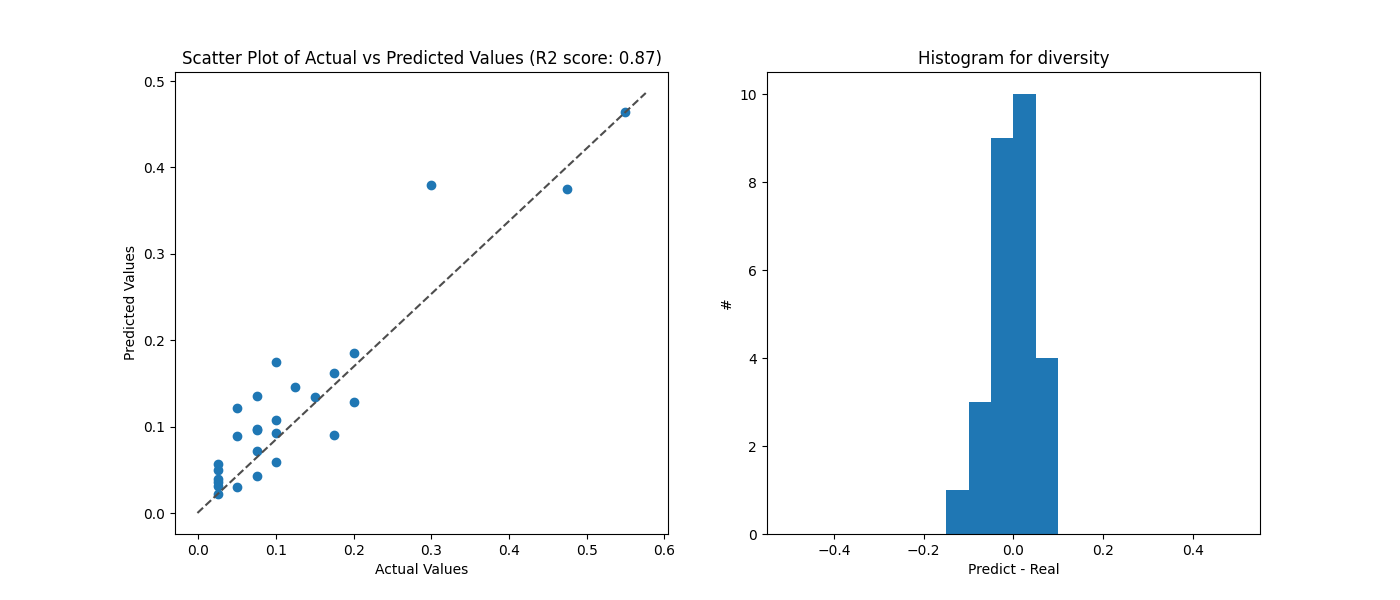 Scatter Plot of Actual vs Predicted Values (R2 score: 0.87)
0.5
0.4
0.3
0.2
0.1
0.0
Predicted Values
0.0 0.1 0.2 0.3 0.4 0.5 0.6
Actual Values
Histogram for diversity
10
8
6
4
2
0
#
−0.4 −0.2 0.0 0.2 0.4
Predict - Real